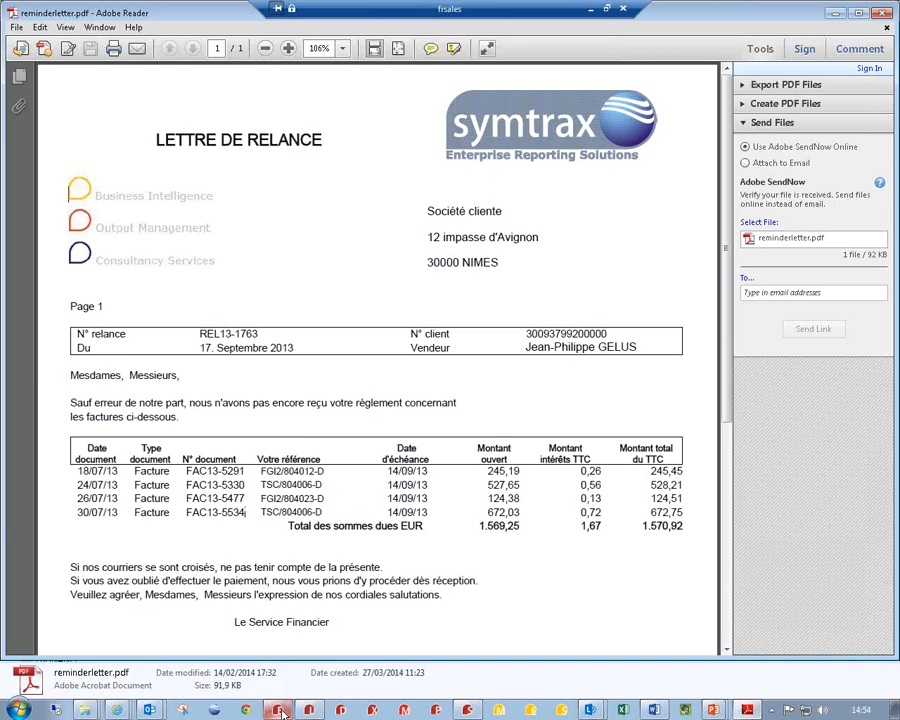 reminderletter.pdf - Adobe Reader
frsales
File Edit View Window Help
1 / 1 106%
Tools Sign Comment
Sign In
Export PDF Files
Create PDF Files
Send Files
Use Adobe SendNow Online
Attach to Email
Adobe SendNow
Verify your file is received. Send files
online instead of email.
Select File:
reminderletter.pdf
1 file / 92 KB
To...
Type in email addresses
Send Link
LETTRE DE RELANCE
symtrax
Enterprise Reporting Solutions
Business Intelligence
Output Management
Consultancy Services
Société cliente
12 impasse d'Avignon
30000 NIMES
Page 1
N° relance REL13-1763 N° client 30093799200000
Du 17. Septembre 2013 Vendeur Jean-Philippe GELUS
Mesdames, Messieurs,
Sauf erreur de notre part, nous n'avons pas encore reçu votre règlement concernant
les factures ci-dessous.
Date Type Date Montant Montant Montant total
document document N° document Votre référence d'échéance ouvert intérêts TTC du TTC
18/07/13 Facture FAC13-5291 FGI2/804012-D 14/09/13 245,19 0,26 245,45
24/07/13 Facture FAC13-5330 TSC/804006-D 14/09/13 527,65 0,56 528,21
26/07/13 Facture FAC13-5477 FGI2/804023-D 14/09/13 124,38 0,13 124,51
30/07/13 Facture FAC13-5534 TSC/804006-D 14/09/13 672,03 0,72 672,75
Total des sommes dues EUR 1.569,25 1,67 1.570,92
Si nos courriers se sont croisés, ne pas tenir compte de la présente.
Si vous avez oublié d'effectuer le paiement, nous vous prions d'y procéder dès réception.
Veuillez agréer, Mesdames, Messieurs l'expression de nos cordiales salutations.
Le Service Financier
reminderletter.pdf Date modified: 14/02/2014 17:32 Date created: 27/03/2014 11:23
Adobe Acrobat Document Size: 91,9 KB
14:54